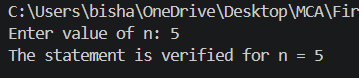 C:\Users\bisha\OneDrive\Desktop\MCA\Fir
Enter value of n: 5
The statement is verified for n = 5